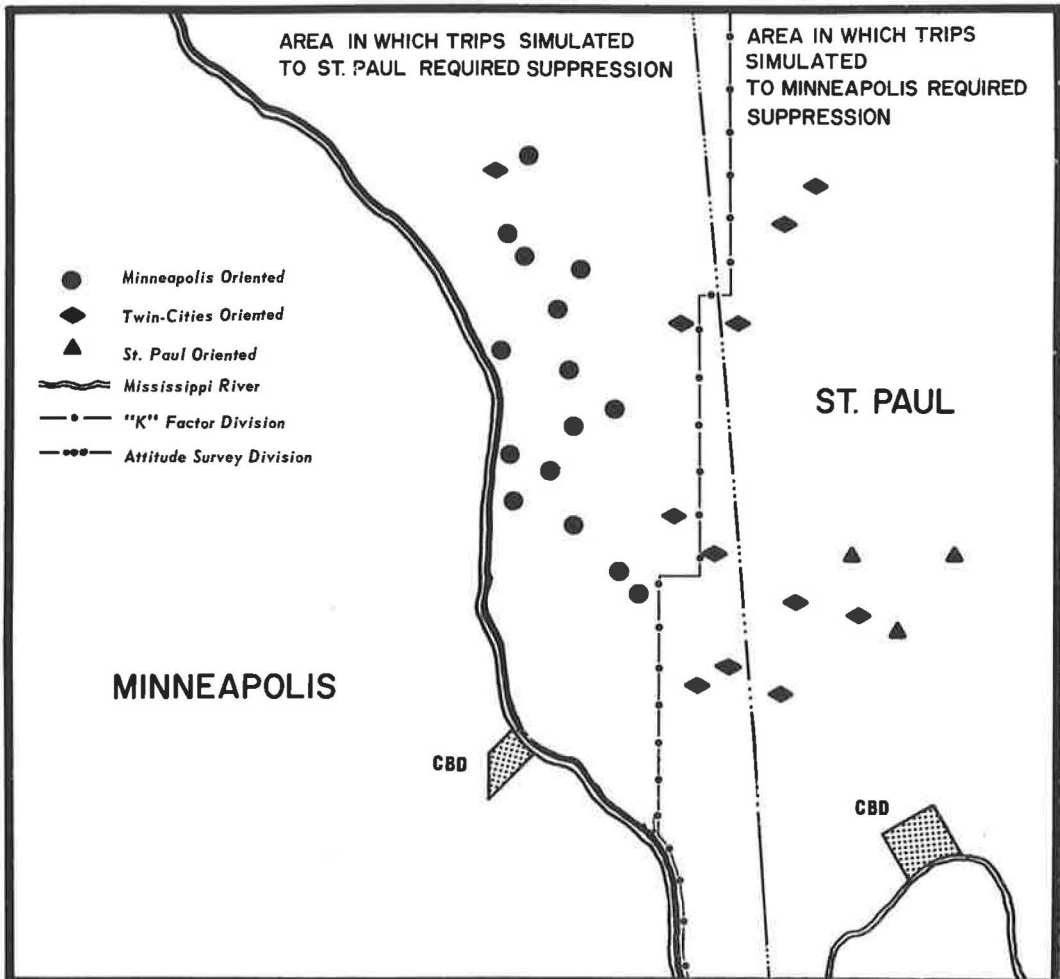 AREA IN WHICH TRIPS SIMULATED
TO ST. PAUL REQUIRED SUPPRESSION
AREA IN WHICH TRIPS
SIMULATED
TO MINNEAPOLIS REQUIRED
SUPPRESSION
Minneapolis Oriented
Twin-Cities Oriented
St. Paul Oriented
Mississippi River
"K" Factor Division
Attitude Survey Division
ST. PAUL
MINNEAPOLIS
CBD
CBD